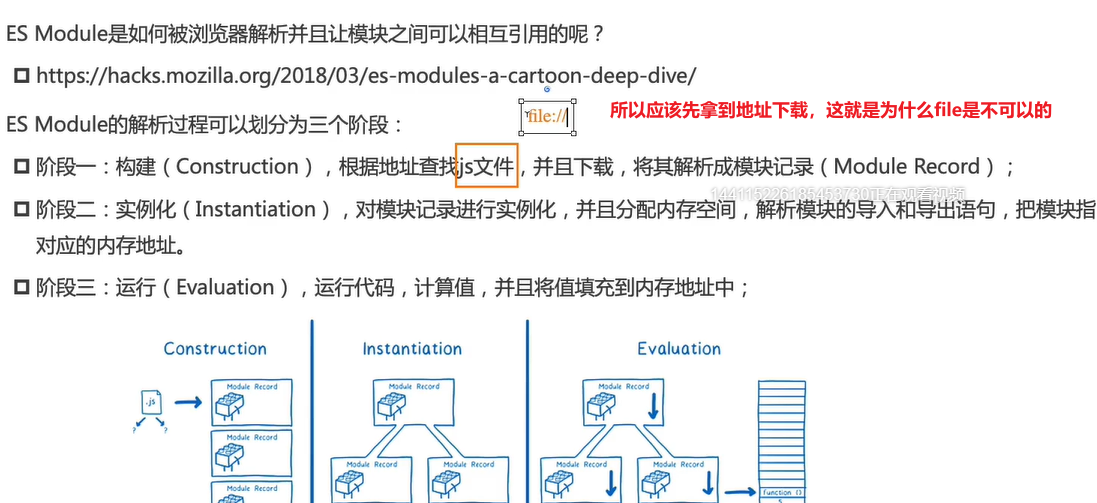 ES Module是如何被浏览器解析并且让模块之间可以相互引用的呢？
https://hacks.mozilla.org/2018/03/es-modules-a-cartoon-deep-dive/
file://
所以应该先拿到地址下载，这就是为什么file是不可以的
ES Module的解析过程可以划分为三个阶段：
阶段一：构建（Construction），根据地址查找js文件，并且下载，将其解析成模块记录（Module Record）；
144115226185453730正在观看视频
阶段二：实例化（Instantiation），对模块记录进行实例化，并且分配内存空间，解析模块的导入和导出语句，把模块指
对应的内存地址。
阶段三：运行（Evaluation），运行代码，计算值，并且将值填充到内存地址中；
Construction
Instantiation
Evaluation
.js
? ?
Module Record
Module Record
Module Record
Module Record
Module Record
Module Record
Module Record
Module Record
Module Record
function ()